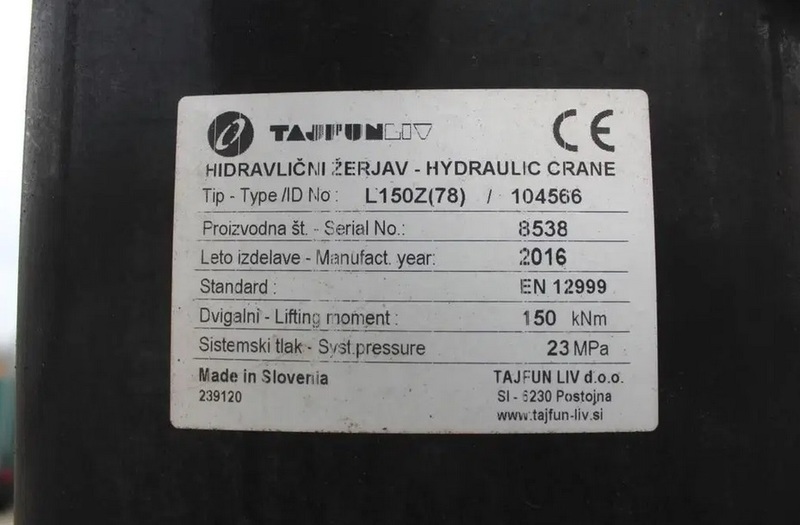 TAJFUN LIV CE
HIDRAVLIČNI ŽERJAV - HYDRAULIC CRANE
Tip - Type /ID No : L150Z(78) / 104566
Proizvodna št. - Serial No.: 8538
Leto izdelave - Manufact. year: 2016
Standard : EN 12999
Dvigalni - Lifting moment : 150 kNm
Sistemski tlak - Syst.pressure 23 MPa
Made in Slovenia TAJFUN LIV d.o.o.
239120 SI - 6230 Postojna
www.tajfun-liv.si